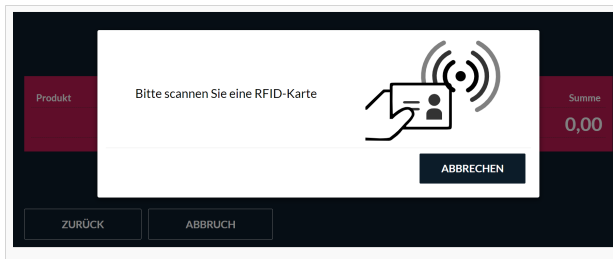 Bitte scannen Sie eine RFID-Karte
Produkt
Summe
0,00
ABBRECHEN
ZURÜCK
ABBRUCH